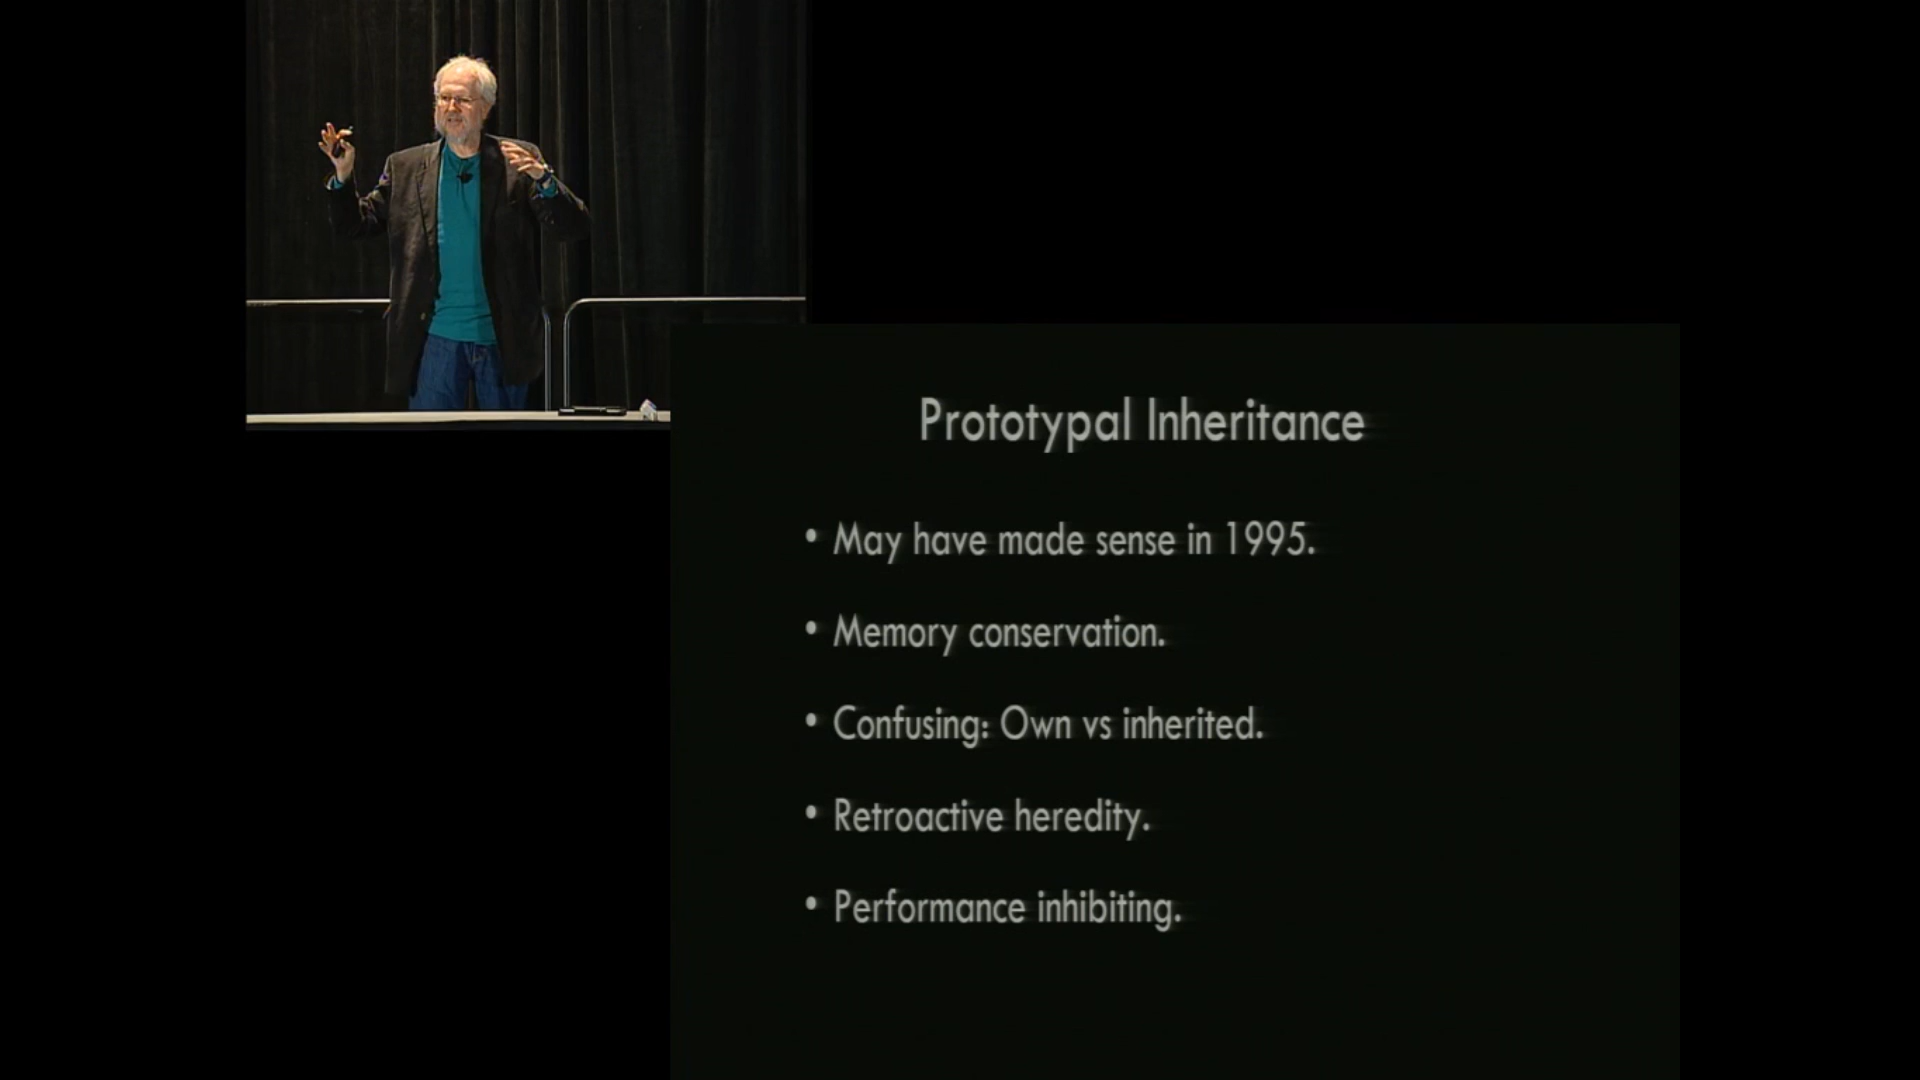 Prototypal Inheritance
• May have made sense in 1995.
• Memory conservation.
• Confusing: Own vs inherited.
• Retroactive heredity.
• Performance inhibiting.